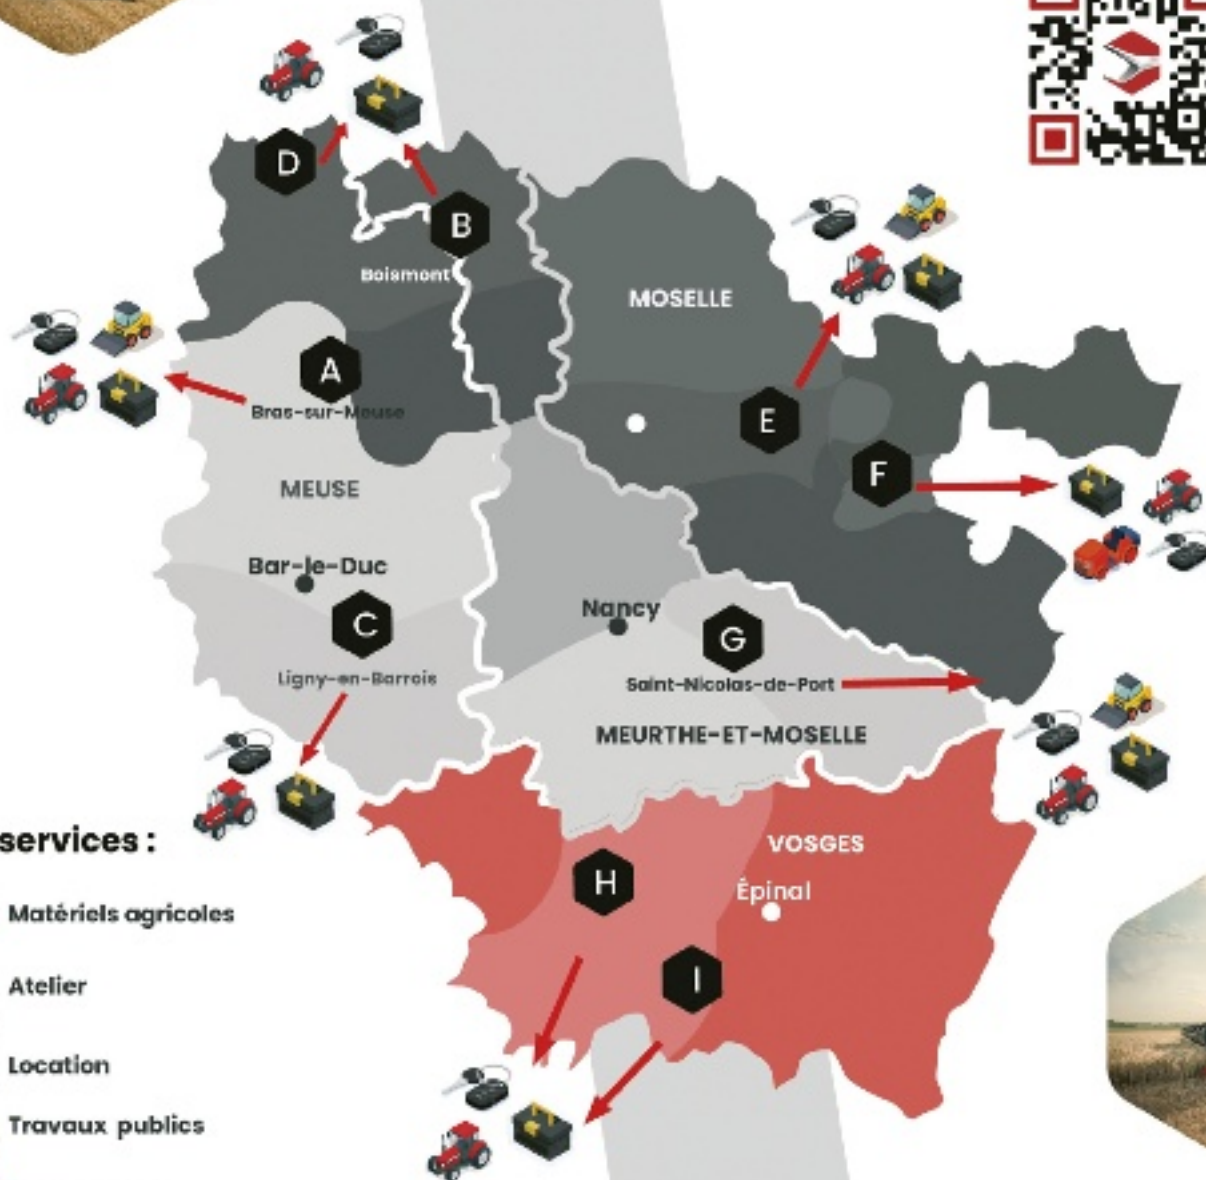 D
B
Boismont
MOSELLE
A
Bras-sur-Meuse
E
F
MEUSE
Bar-le-Duc
C
Nancy
G
Ligny-en-Barrois
Saint-Nicolas-de-Port
MEURTHE-ET-MOSELLE
services :
VOSGES
H
Épinal
Matériels agricoles
I
Atelier
Location
Travaux publics